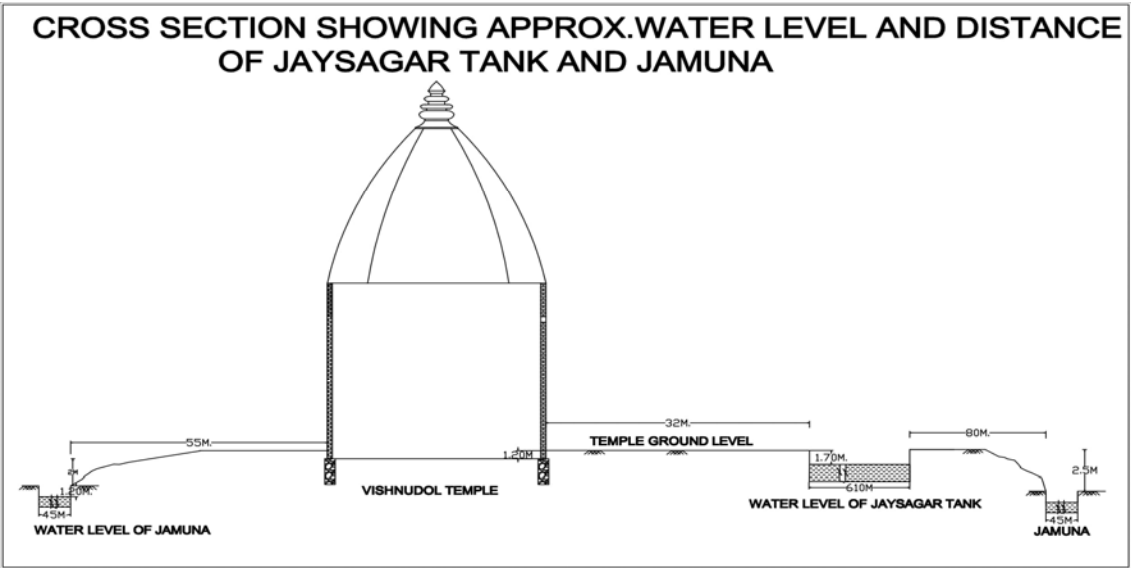 CROSS SECTION SHOWING APPROX.WATER LEVEL AND DISTANCE
OF JAYSAGAR TANK AND JAMUNA
55M.
32M.
80M.
TEMPLE GROUND LEVEL
1.20M
1.70M.
2M
2.5M
1.20M.
610M
45M
45M
VISHNUDOL TEMPLE
WATER LEVEL OF JAYSAGAR TANK
WATER LEVEL OF JAMUNA
JAMUNA